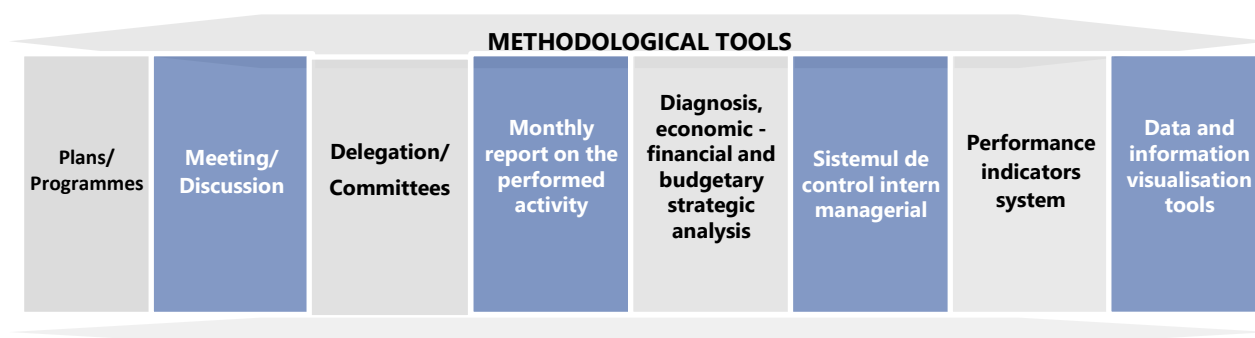 METHODOLOGICAL TOOLS
Plans/
Programmes
Meeting/
Discussion
Delegation/
Committees
Monthly
report on the
performed
activity
Diagnosis,
economic -
financial and
budgetary
strategic
analysis
Sistemul de
control intern
managerial
Performance
indicators
system
Data and
information
visualisation
tools